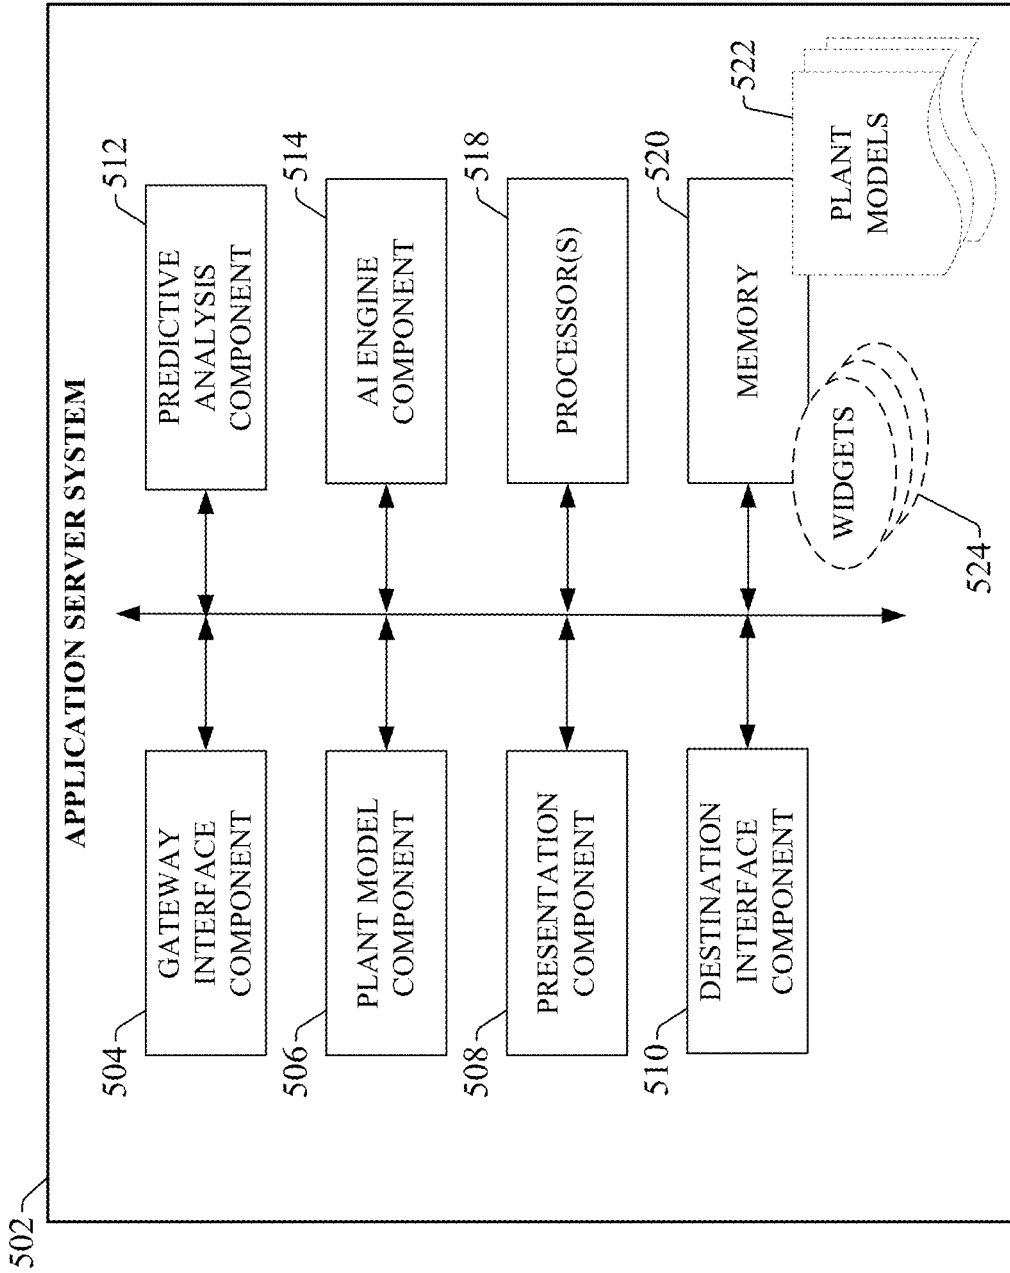 502
APPLICATION SERVER SYSTEM
504
GATEWAY
INTERFACE
COMPONENT
506
PLANT MODEL
COMPONENT
508
PRESENTATION
COMPONENT
510
DESTINATION
INTERFACE
COMPONENT
512
PREDICTIVE
ANALYSIS
COMPONENT
514
AI ENGINE
COMPONENT
518
PROCESSOR(S)
520
MEMORY
WIDGETS
524
522
PLANT
MODELS